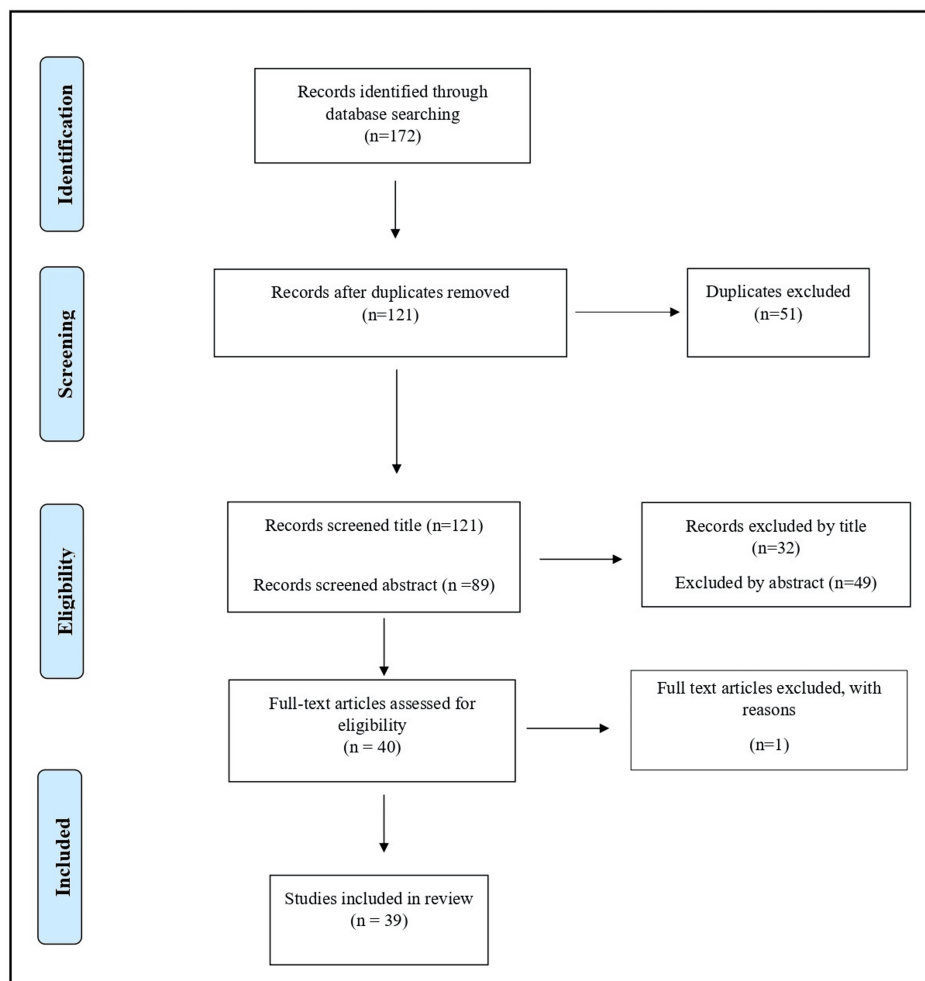 Identification
Records identified through
database searching
(n=172)
Screening
Records after duplicates removed
(n=121)
Duplicates excluded
(n=51)
Eligibility
Records screened title (n=121)
Records screened abstract (n =89)
Records excluded by title
(n=32)
Excluded by abstract (n=49)
Full-text articles assessed for
eligibility
(n = 40)
Full text articles excluded, with
reasons
(n=1)
Included
Studies included in review
(n = 39)